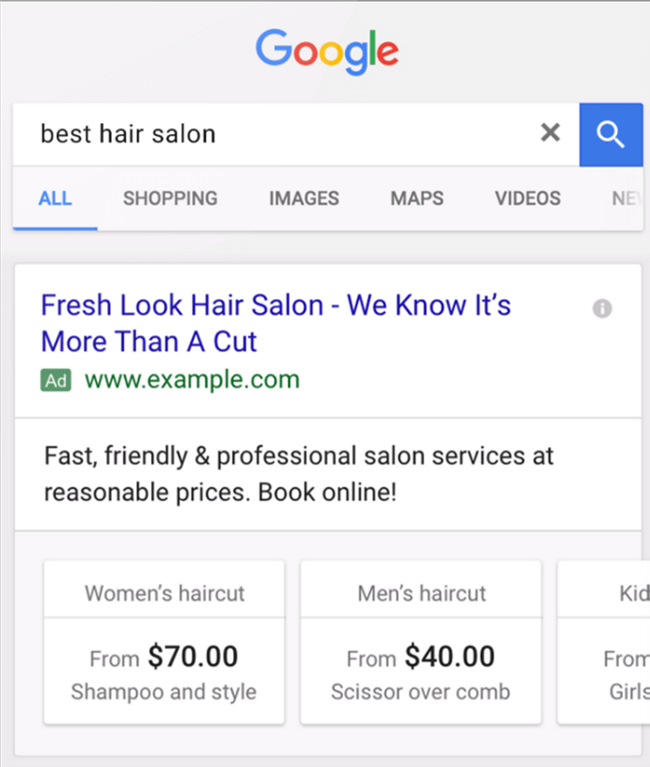 Google
best hair salon
ALL SHOPPING IMAGES MAPS VIDEOS
Fresh Look Hair Salon - We Know It’s
More Than A Cut
Ad www.example.com
Fast, friendly & professional salon services at
reasonable prices. Book online!
Women’s haircut Men’s haircut Kid
From $70.00 From $40.00 From
Shampoo and style Scissor over comb Girls